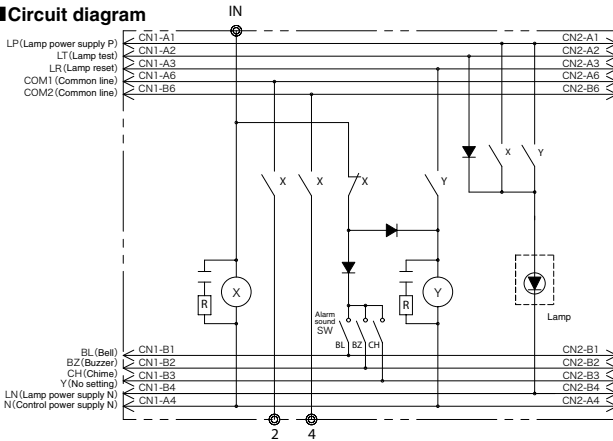 ■Circuit diagram
IN
LP(Lamp power supply P) CN1-A1 CN2-A1
LT(Lamp test) CN1-A2 CN2-A2
LR(Lamp reset) CN1-A3 CN2-A3
COM1(Common line) CN1-A6 CN2-A6
COM2(Common line) CN1-B6 CN2-B6
X X X Y X Y
R X R Y
Lamp
Alarm
sound
SW
BL BZ CH
BL(Bell) CN1-B1 CN2-B1
BZ(Buzzer) CN1-B2 CN2-B2
CH(Chime) CN1-B3 CN2-B3
Y(No setting)
LN(Lamp power supply N) CN1-B4 CN2-B4
N(Control power supply N) CN1-A4 CN2-A4
2 4